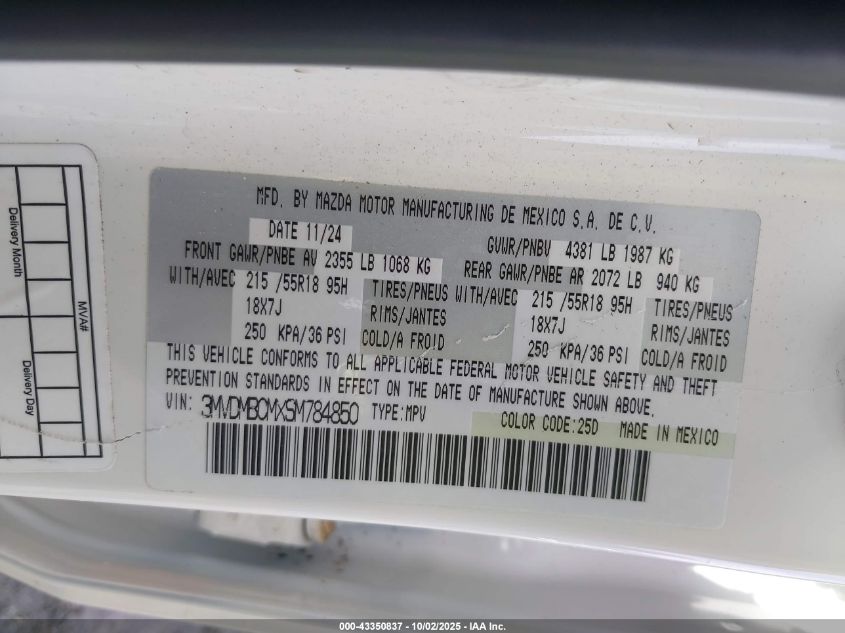 MFD. BY MAZDA MOTOR MANUFACTURING DE MEXICO S.A. DE C.V.
DATE 11/24 GVWR/PNBV 4381 LB 1987 KG
FRONT GAWR/PNBE AV 2355 LB 1068 KG REAR GAWR/PNBE AR 2072 LB 940 KG
WITH/AVEC 215 /55R18 95H TIRES/PNEUS WITH/AVEC 215 /55R18 95H TIRES/PNEUS
18X7J RIMS/JANTES 18X7J RIMS/JANTES
250 KPA/36 PSI COLD/A FROID 250 KPA/36 PSI COLD/A FROID
THIS VEHICLE CONFORMS TO ALL APPLICABLE FEDERAL MOTOR VEHICLE SAFETY AND THEFT
PREVENTION STANDARDS IN EFFECT ON THE DATE OF MANUFACTURE SHOWN ABOVE.
VIN: 3MVDMBCMXSM784850 TYPE:MPV COLOR CODE:25D MADE IN MEXICO
MVA#
Delivery Month
Delivery Day
000-43350837 - 10/02/2025 - IAA Inc.